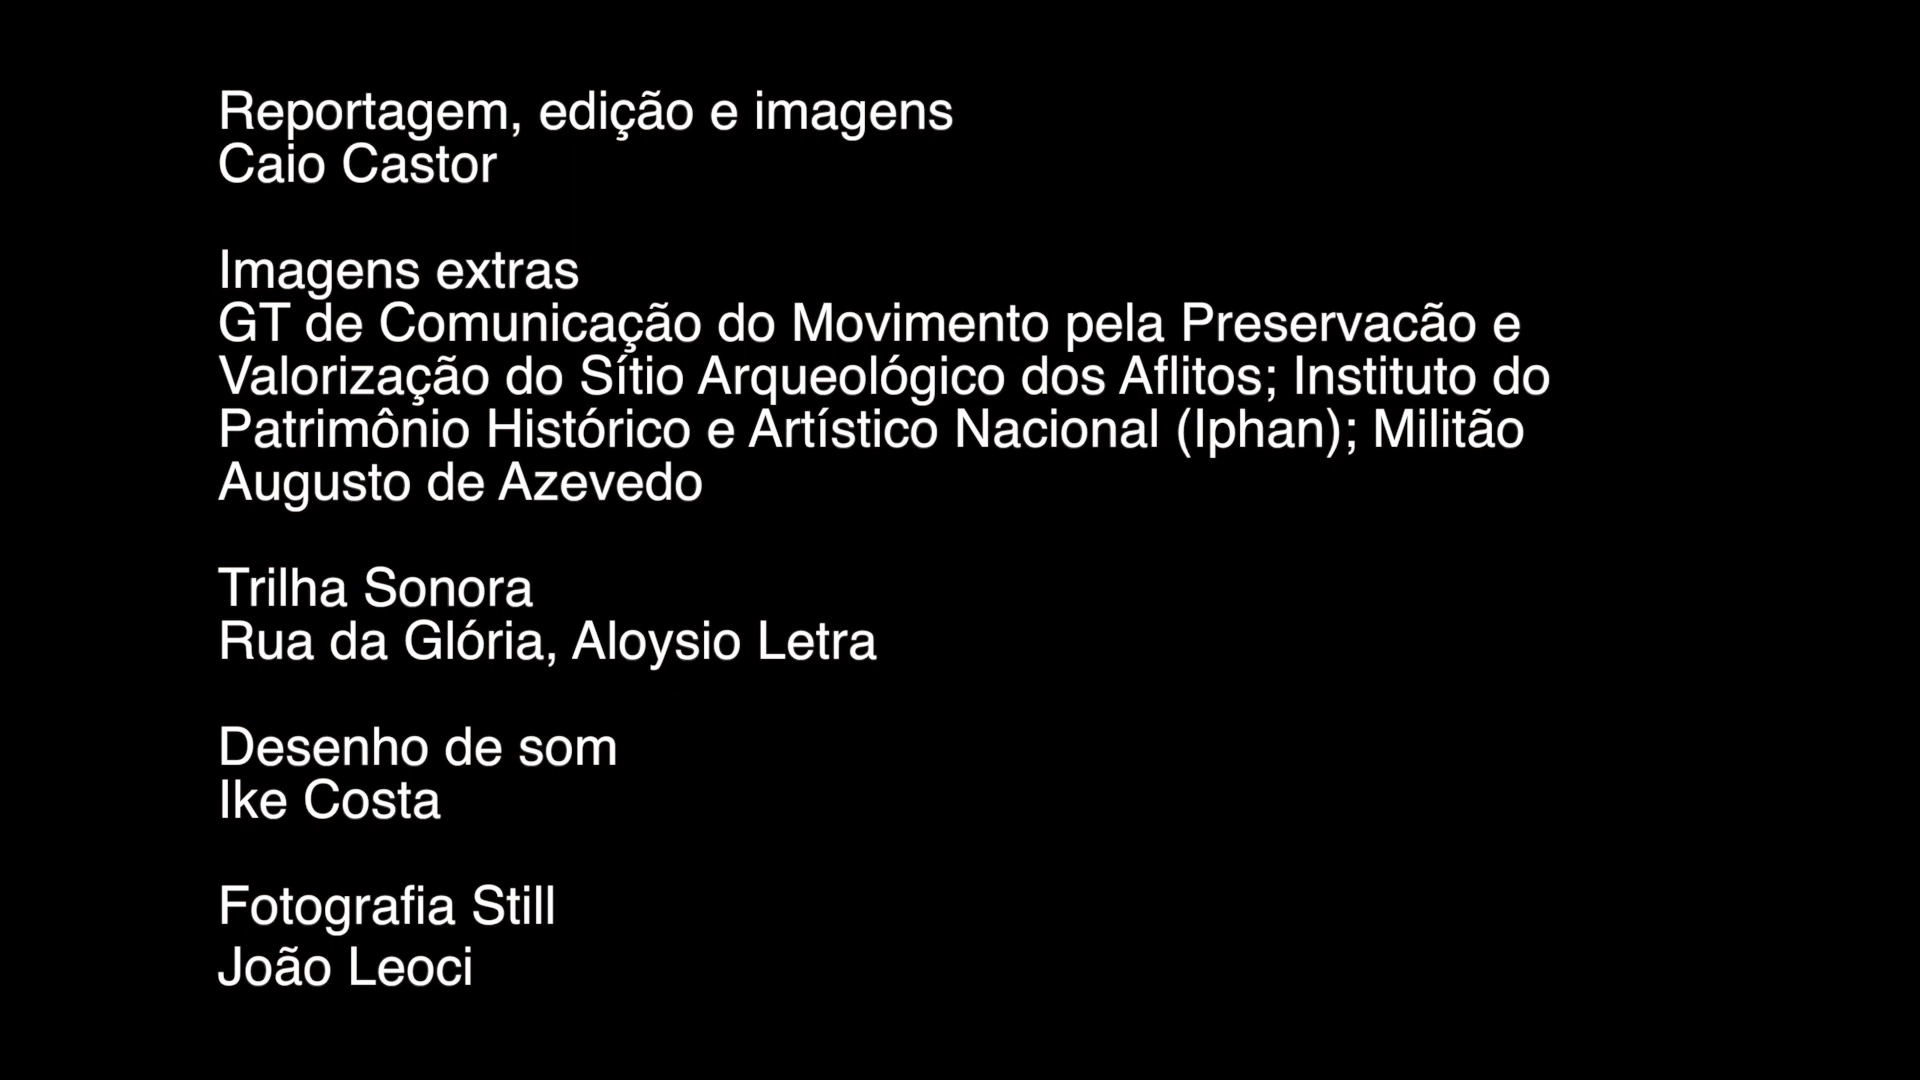 Reportagem, edição e imagens
Caio Castor
Imagens extras
GT de Comunicação do Movimento pela Preservacão e
Valorização do Sítio Arqueológico dos Aflitos; Instituto do
Patrimônio Histórico e Artístico Nacional (Iphan); Militão
Augusto de Azevedo
Trilha Sonora
Rua da Glória, Aloysio Letra
Desenho de som
Ike Costa
Fotografia Still
João Leoci